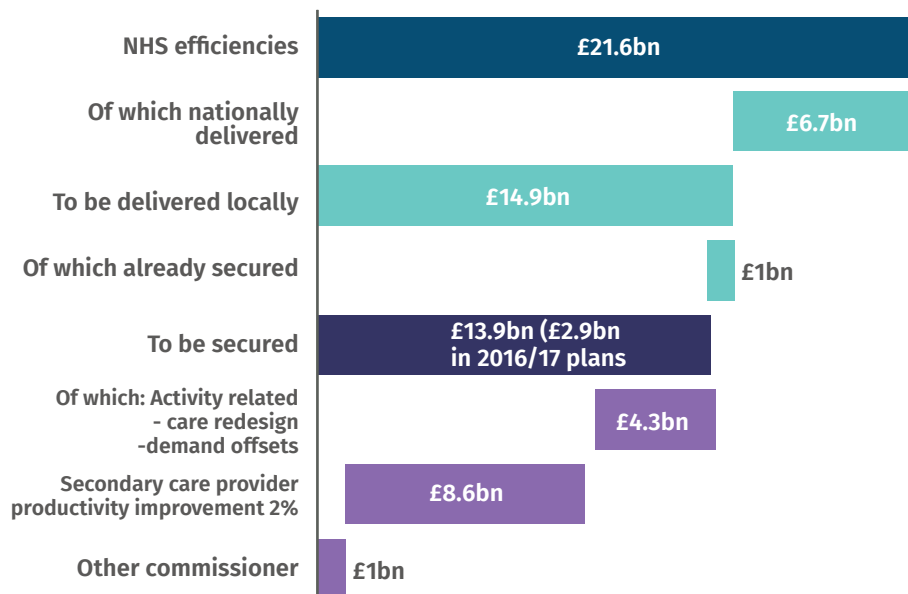 NHS efficiencies
£21.6bn
Of which nationally
delivered
£6.7bn
To be delivered locally
£14.9bn
Of which already secured
£1bn
To be secured
£13.9bn (£2.9bn
in 2016/17 plans
Of which: Activity related
- care redesign
-demand offsets
£4.3bn
Secondary care provider
productivity improvement 2%
£8.6bn
Other commissioner
£1bn